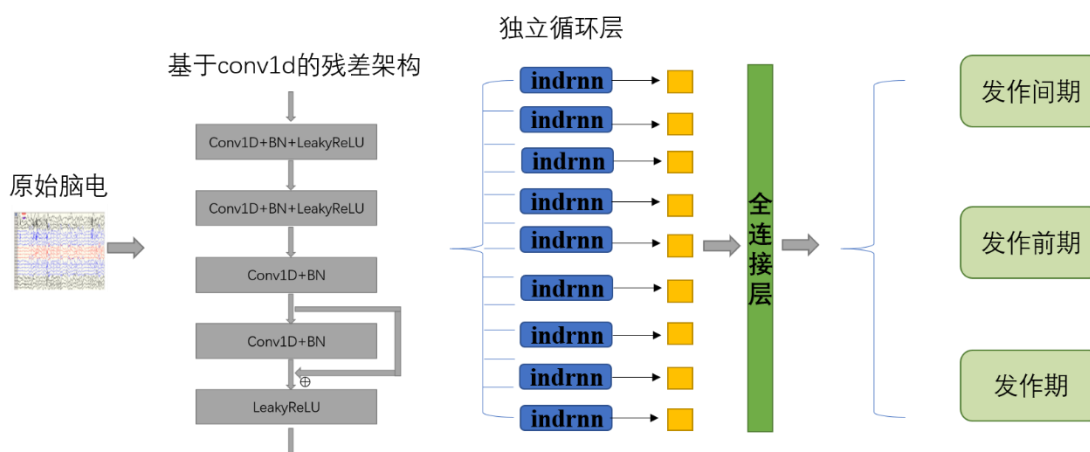 原始脑电
基于conv1d的残差架构
Conv1D+BN+LeakyReLU
Conv1D+BN+LeakyReLU
Conv1D+BN
Conv1D+BN
⊕
LeakyReLU
独立循环层
indrnn
indrnn
indrnn
indrnn
indrnn
indrnn
indrnn
indrnn
indrnn
全连接层
发作间期
发作前期
发作期